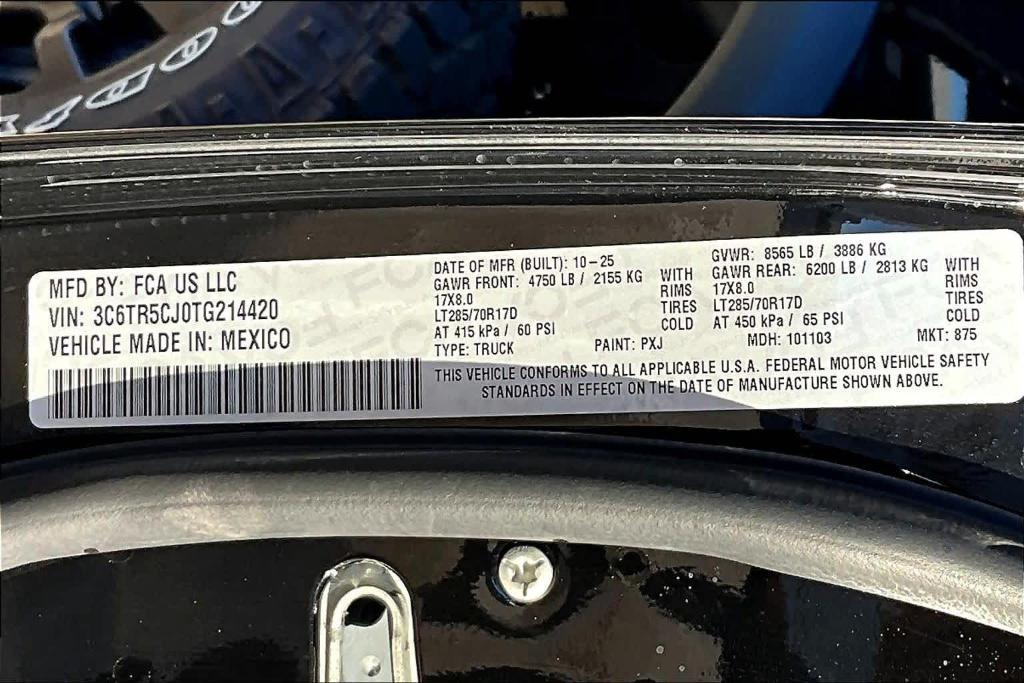 MFD BY: FCA US LLC
VIN: 3C6TR5CJ0TG214420
VEHICLE MADE IN: MEXICO
DATE OF MFR (BUILT): 10-25
GAWR FRONT: 4750 LB / 2155 KG WITH
17X8.0 RIMS
LT285/70R17D TIRES
AT 415 kPa / 60 PSI COLD
GVWR: 8565 LB / 3886 KG
GAWR REAR: 6200 LB / 2813 KG WITH
17X8.0 RIMS
LT285/70R17D TIRES
AT 450 kPa / 65 PSI COLD
TYPE: TRUCK PAINT: PXJ MDH: 101103 MKT: 875
THIS VEHICLE CONFORMS TO ALL APPLICABLE U.S.A. FEDERAL MOTOR VEHICLE SAFETY
STANDARDS IN EFFECT ON THE DATE OF MANUFACTURE SHOWN ABOVE.